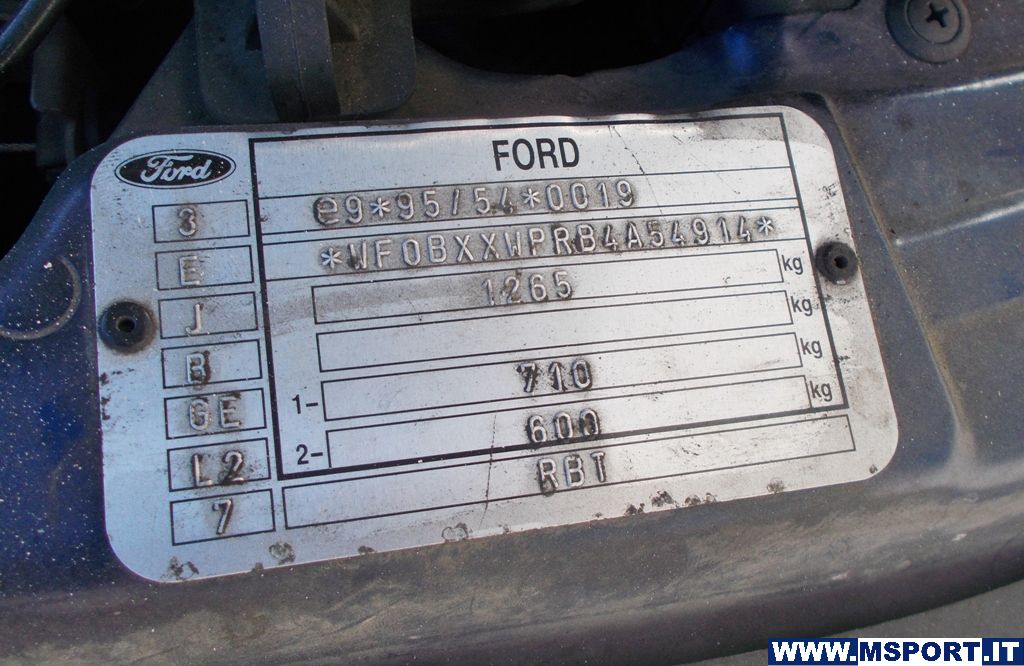 Ford
FORD
3
e9*95/54*0019
E
*WF0BXXWPRB4A54914*
J
1265 kg
B
kg
GE
1- 710 kg
L2
2- 600 kg
7
RBT
WWW.MSPORT.IT